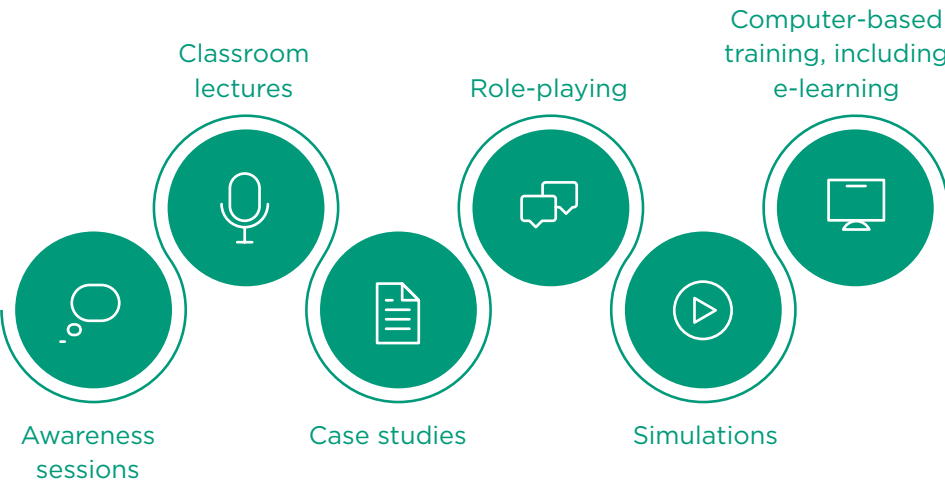 Awareness
sessions
Classroom
lectures
Case studies
Role-playing
Simulations
Computer-based
training, including
e-learning